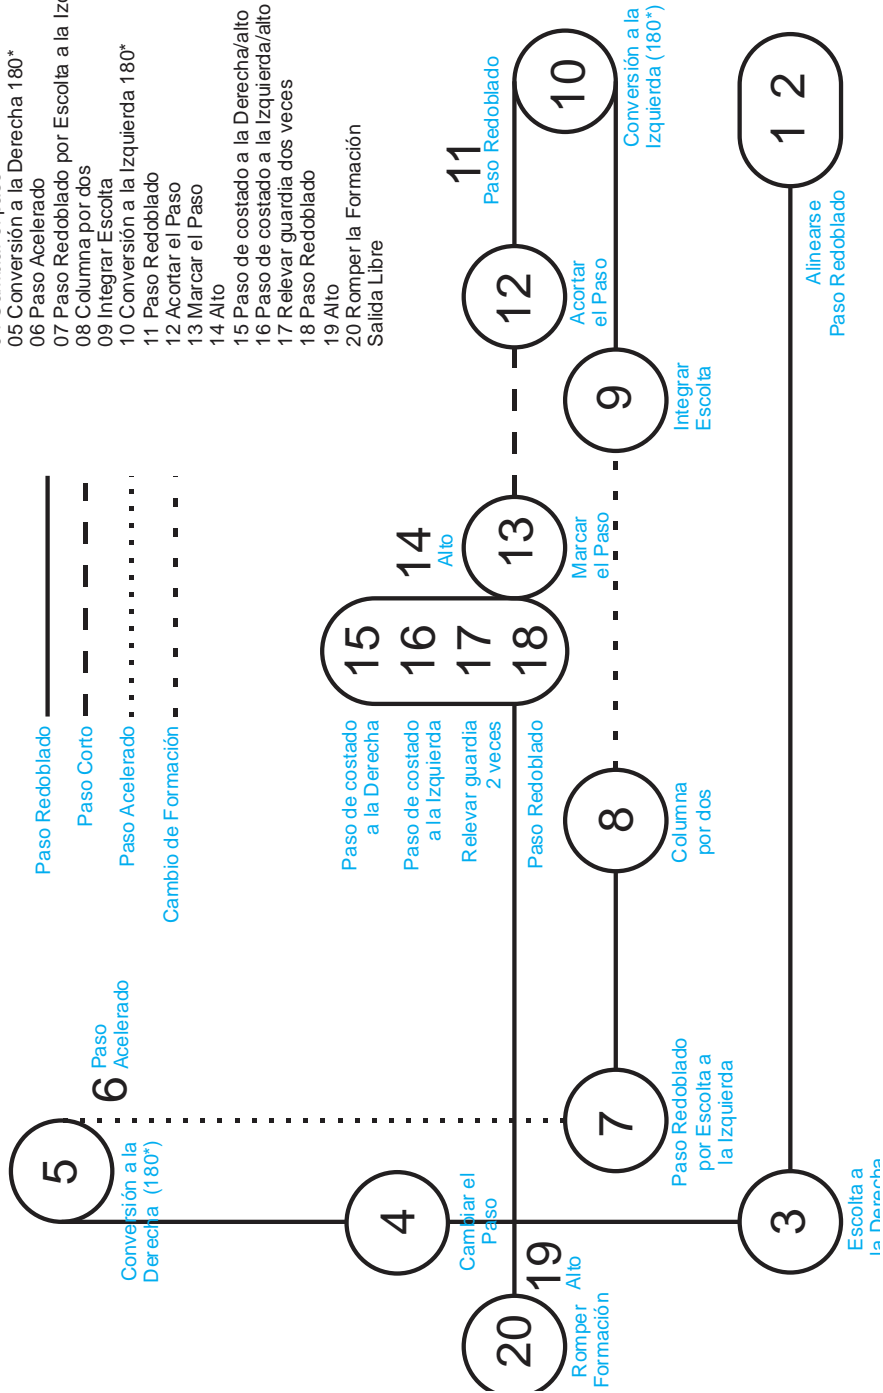 05 Conversión a la Derecha 180*
06 Paso Acelerado
07 Paso Redoblado por Escolta a la
08 Columna por dos
09 Integrar Escolta
10 Conversión a la Izquierda 180*
11 Paso Redoblado
12 Acortar el Paso
13 Marcar el Paso
14 Alto
15 Paso de costado a la Derecha/alto
16 Paso de costado a la Izquierda/alto
17 Relevar guardia dos veces
18 Paso Redoblado
19 Alto
20 Romper la Formación
Salida Libre
Paso Redoblado
Paso Corto
Paso Acelerado
Cambio de Formación
5
Conversión a la
Derecha (180*)
6
Paso
Acelerado
4
Cambiar el
Paso
20
Romper
Formación
19
Alto
15
16
17
18
Paso de costado
a la Derecha
Paso de costado
a la Izquierda
Relevar guardia
2 veces
Paso Redoblado
14
Alto
13
Marcar
el Paso
12
Acortar
el Paso
11
Paso Redoblado
10
Conversión a la
Izquierda (180*)
9
Integrar
Escolta
8
Columna
por dos
7
Paso Redoblado
por Escolta a
la Izquierda
3
Escolta a
la Derecha
1 2
Alinearse
Paso Redoblado